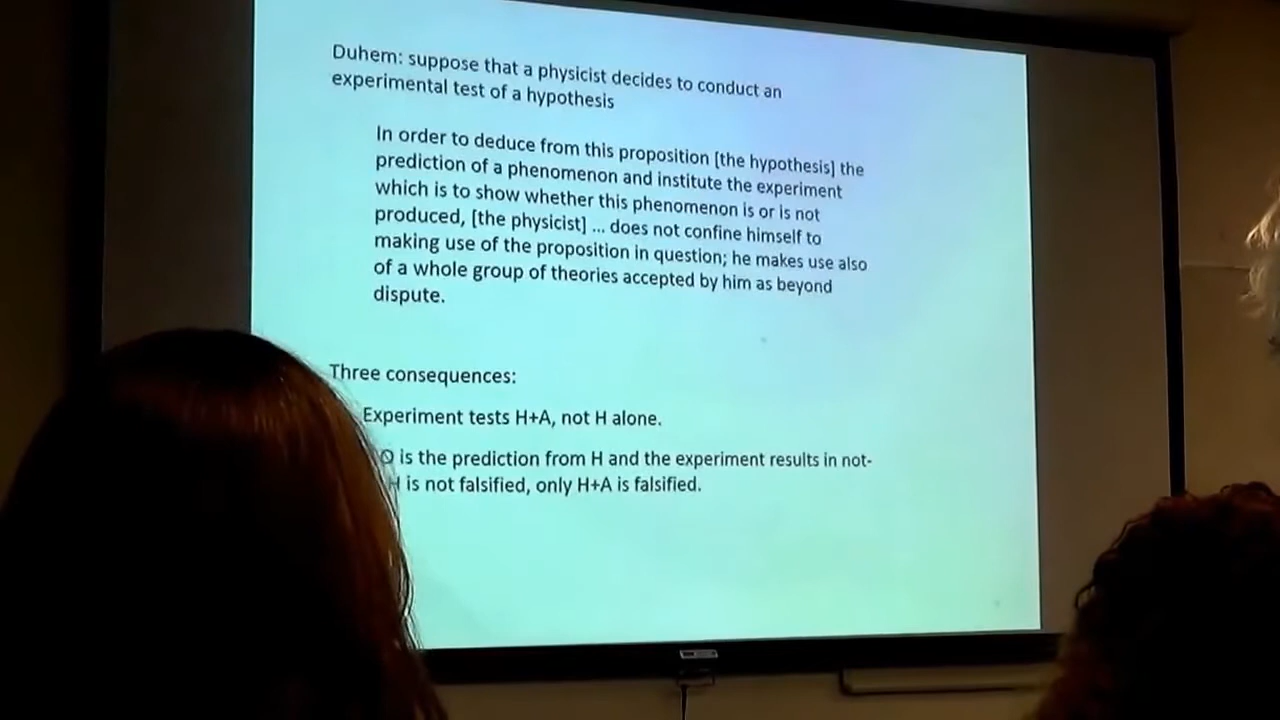 Duhem: suppose that a physicist decides to conduct an
experimental test of a hypothesis
In order to deduce from this proposition [the hypothesis] the
prediction of a phenomenon and institute the experiment
which is to show whether this phenomenon is or is not
produced, [the physicist] ... does not confine himself to
making use of the proposition in question; he makes use also
of a whole group of theories accepted by him as beyond
dispute.
Three consequences:
Experiment tests H+A, not H alone.
O is the prediction from H and the experiment results in not-
H is not falsified, only H+A is falsified.